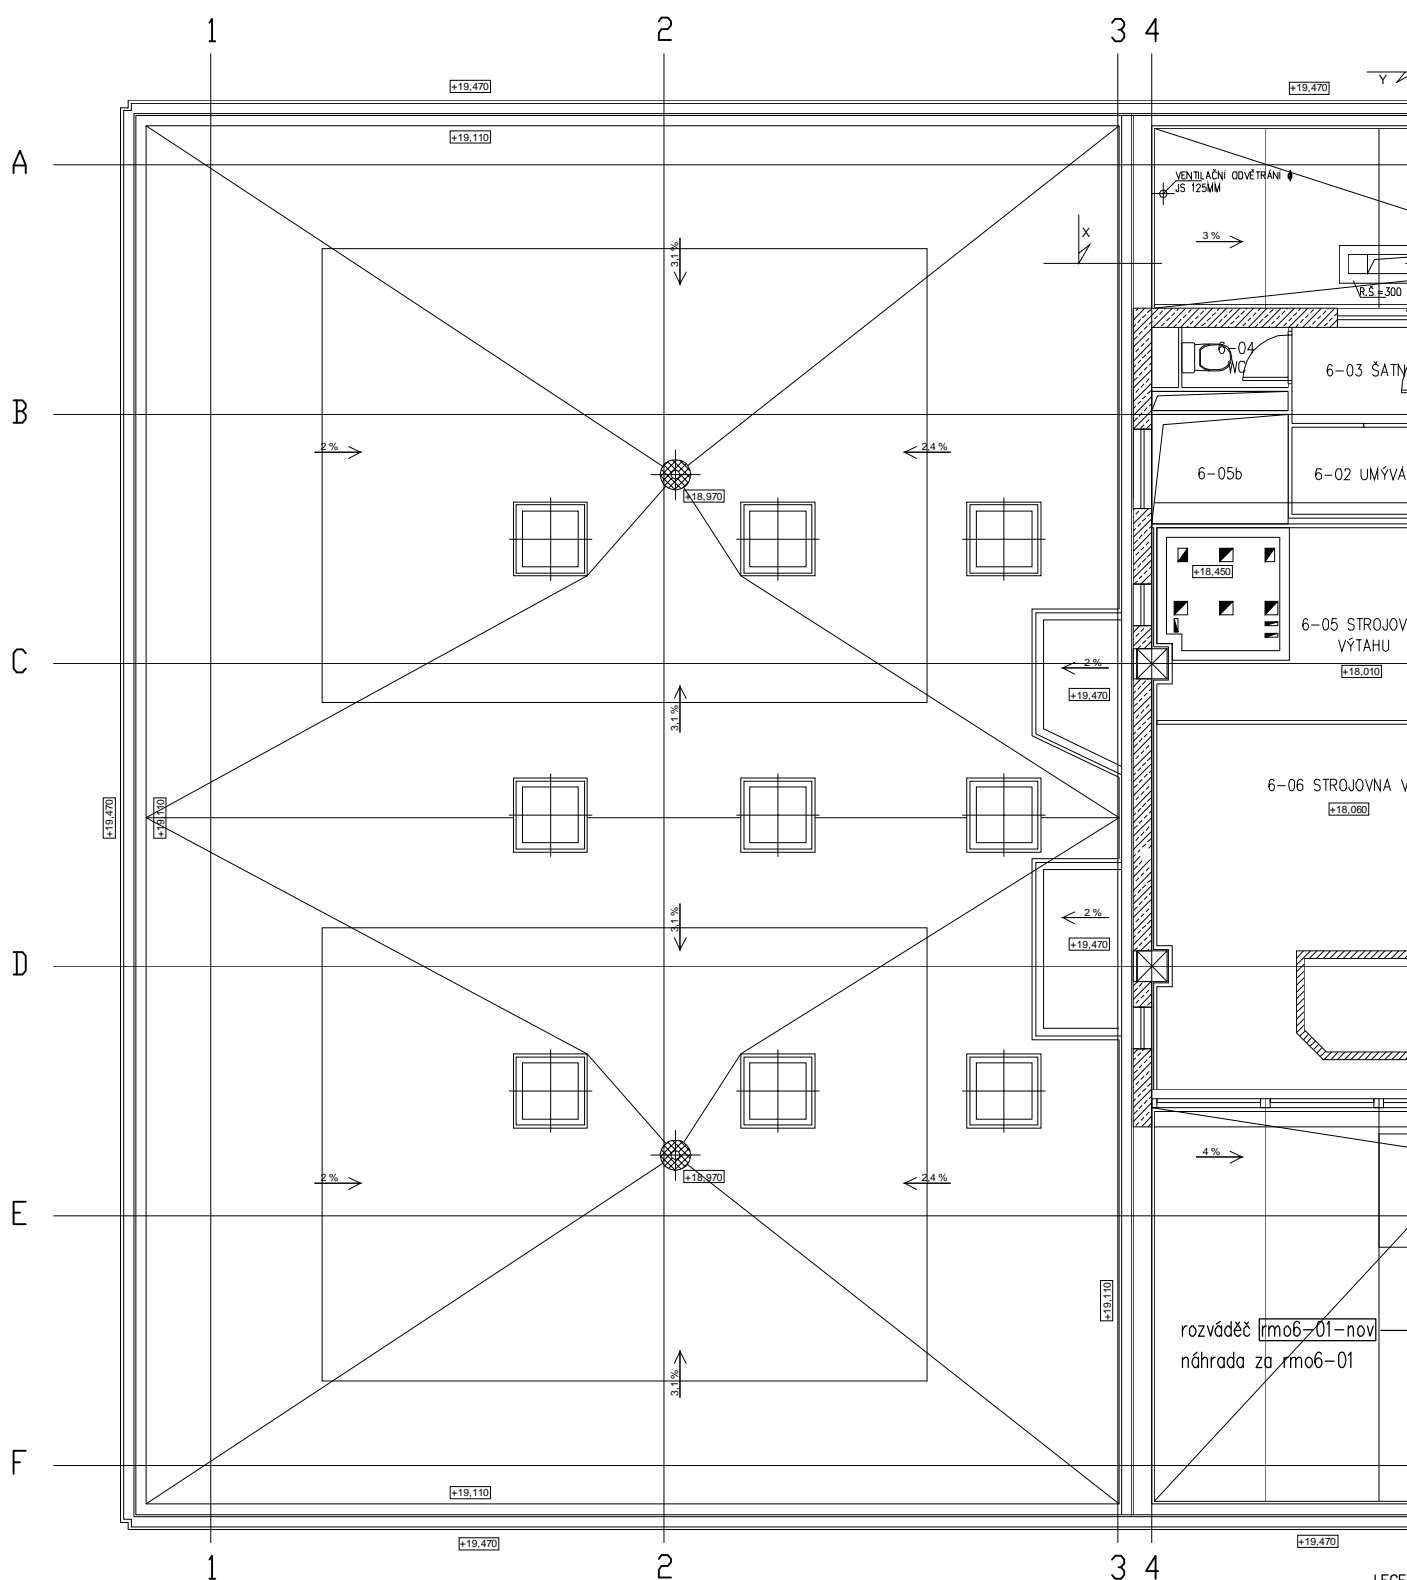 1 2 3 4
+19,470
+19,470
Y
+19,110
A
VENTILAČNÍ ODVĚTRÁNÍ
JS 125MM
X
3 %
3,1 %
R.Š=300
6-04
WC
6-03 ŠATN
B
2 %
2,4 %
6-05b
6-02 UMÝVÁ
+18,970
+18,450
6-05 STROJOV
VÝTAHU
C
2 %
+18,010
+19,470
3,1 %
6-06 STROJOVNA V
+18,060
+19,470
+19,110
3,1 %
2 %
+19,470
D
4 %
+18,970
2 %
2,4 %
E
+19,110
rozváděč rmo6-01-nov
náhrada za rmo6-01
3,1 %
F
+19,110
+19,470
+19,470
1 2 3 4